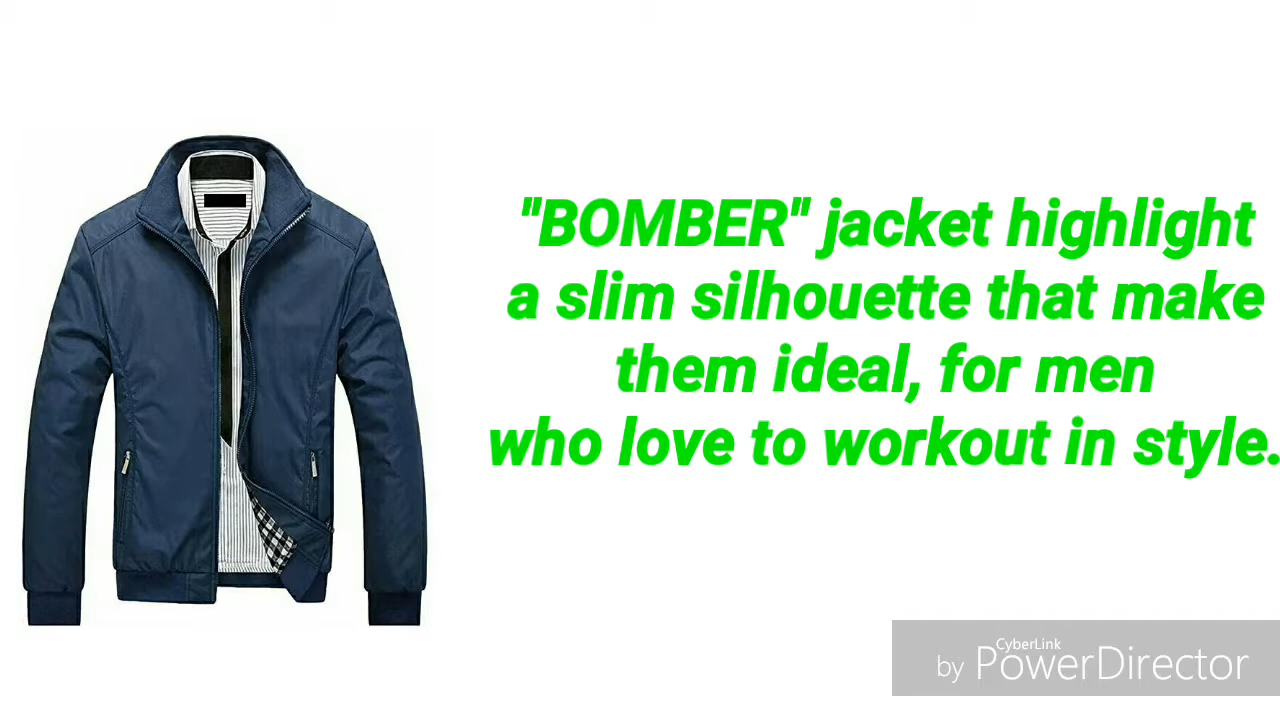 "BOMBER" jacket highlight
a slim silhouette that make
them ideal, for men
who love to workout in style.
CyberLink
by PowerDirector